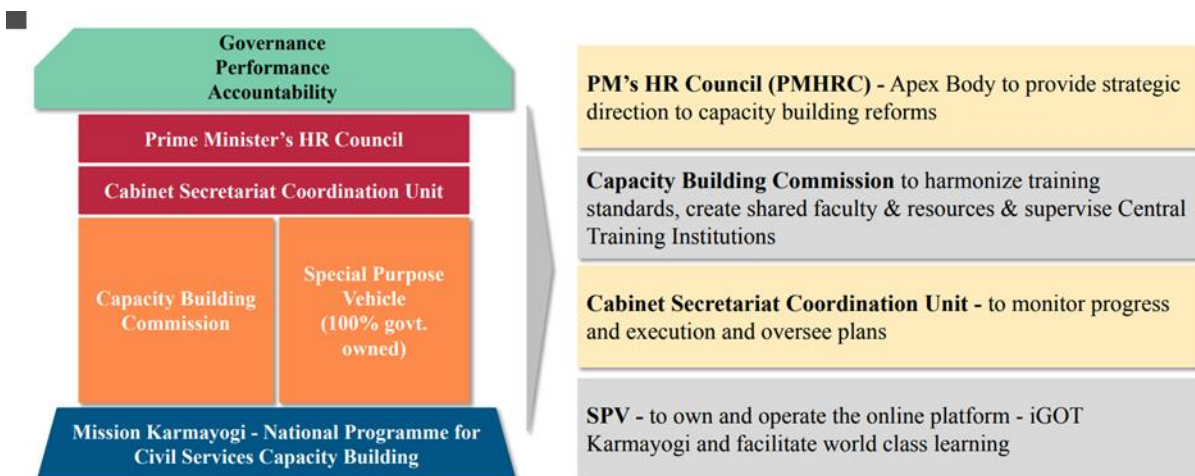 Governance
Performance
Accountability
Prime Minister's HR Council
Cabinet Secretariat Coordination Unit
Capacity Building
Commission
Special Purpose
Vehicle
(100% govt.
owned)
Mission Karmayogi - National Programme for
Civil Services Capacity Building
PM's HR Council (PMHRC) - Apex Body to provide strategic
direction to capacity building reforms
Capacity Building Commission to harmonize training
standards, create shared faculty & resources & supervise Central
Training Institutions
Cabinet Secretariat Coordination Unit - to monitor progress
and execution and oversee plans
SPV - to own and operate the online platform - iGOT
Karmayogi and facilitate world class learning